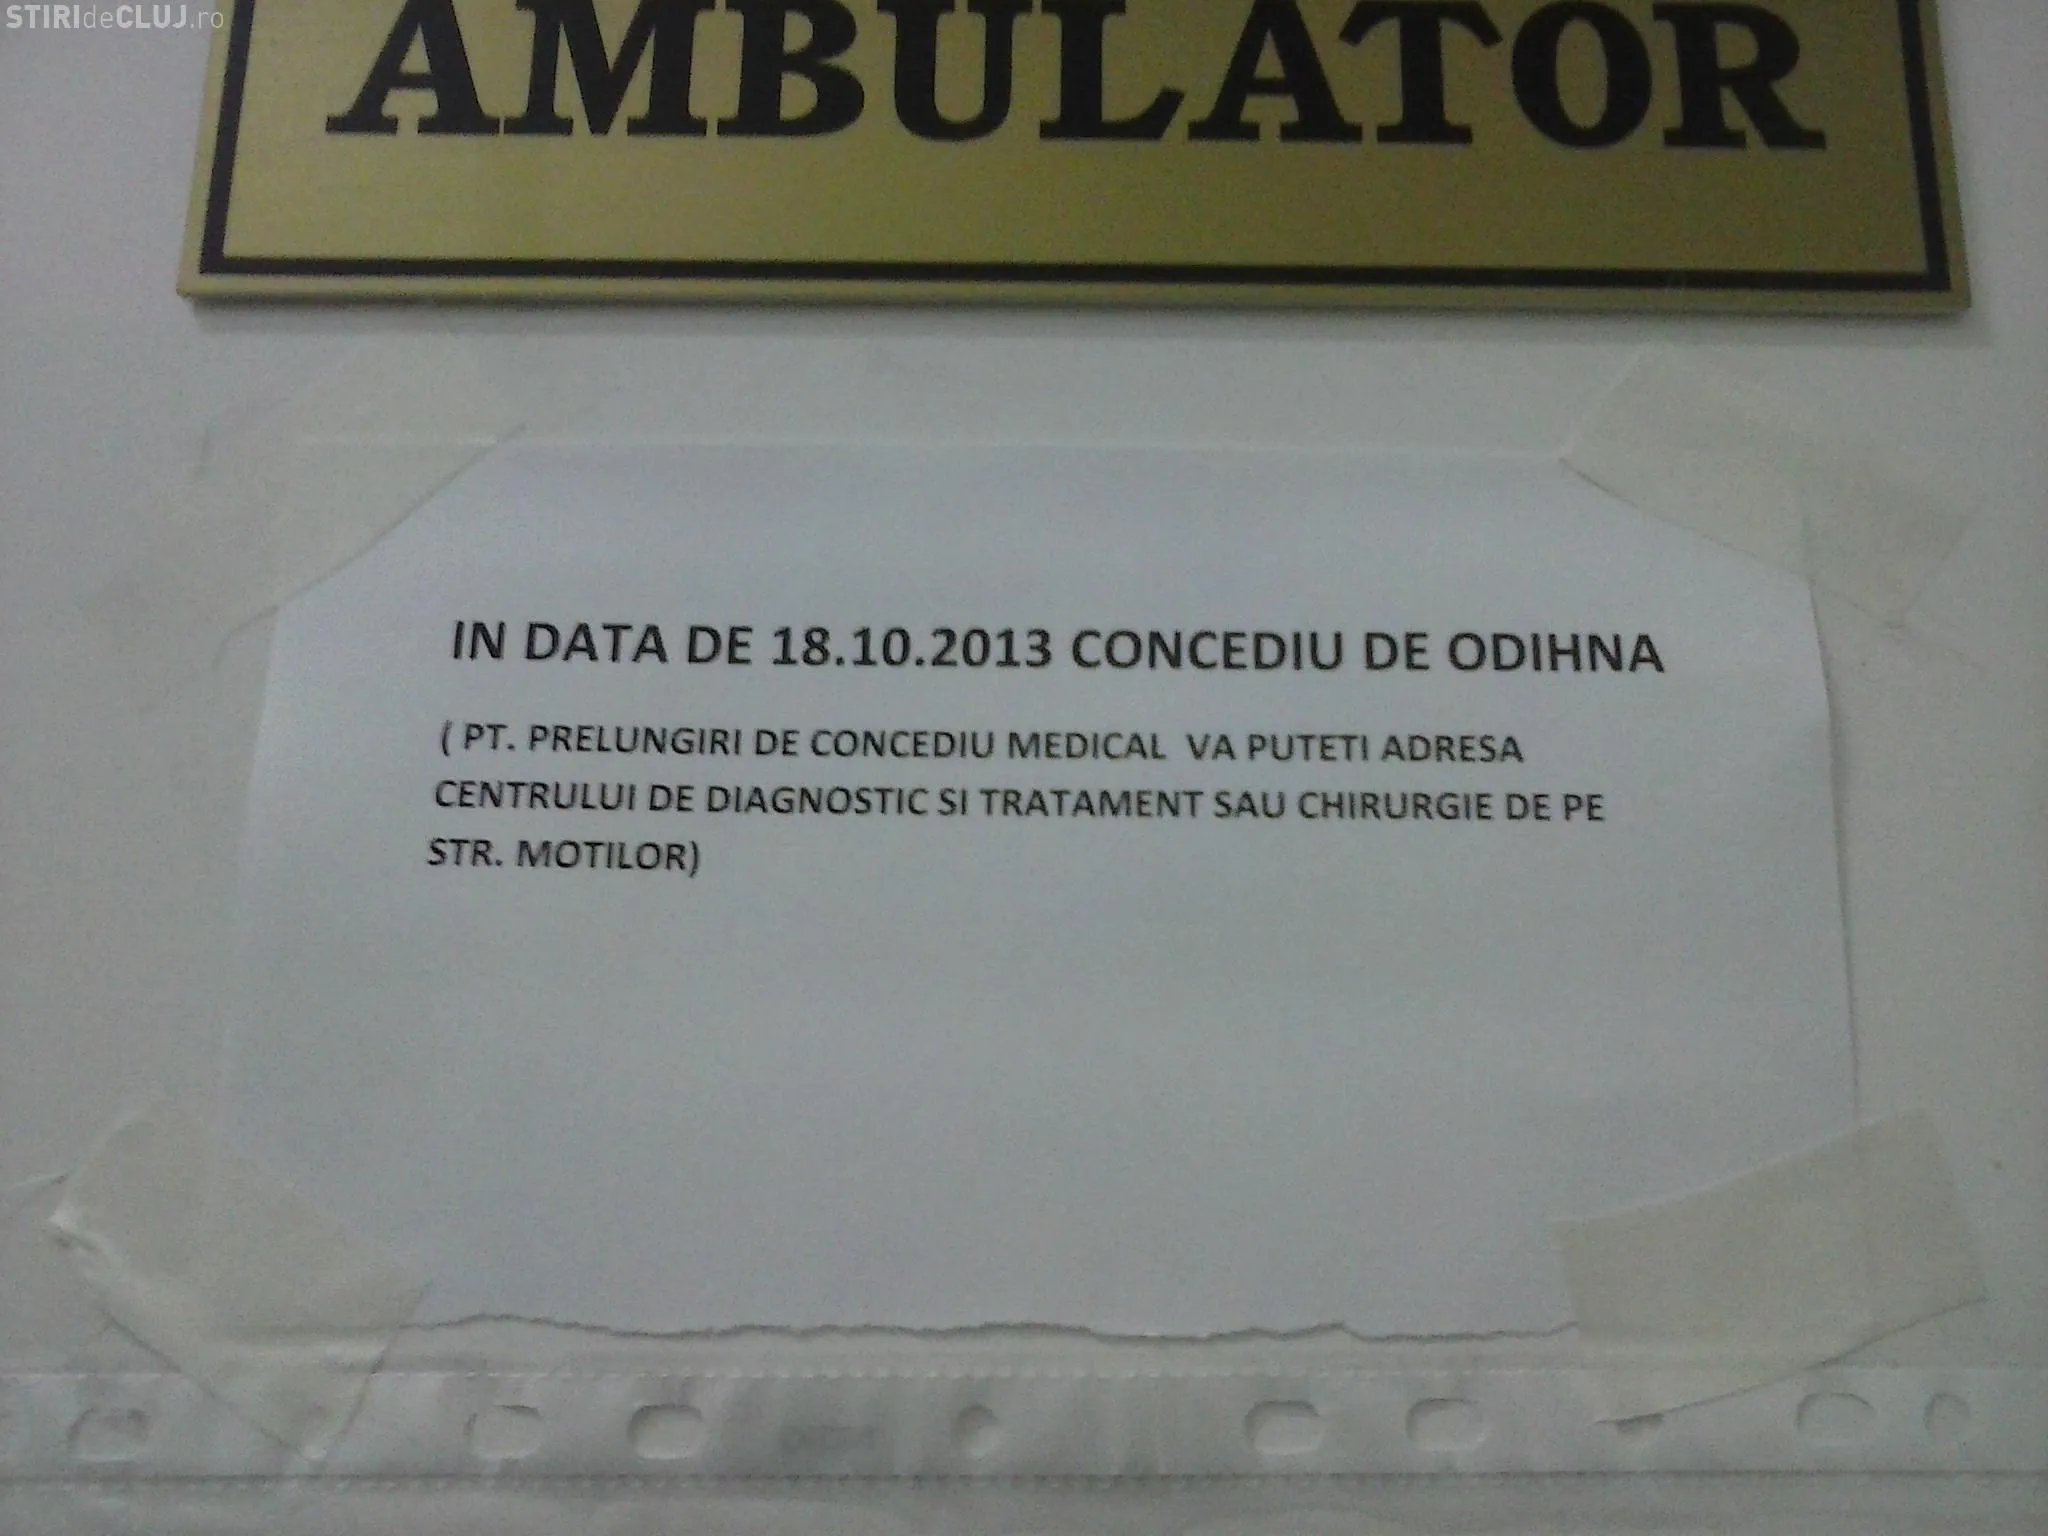 STIRIdeCLUJ.ro
AMBULATOR
IN DATA DE 18.10.2013 CONCEDIU DE ODIHNA
( PT. PRELUNGIRI DE CONCEDIU MEDICAL VA PUTETI ADRESA
CENTRULUI DE DIAGNOSTIC SI TRATAMENT SAU CHIRURGIE DE PE
STR. MOTILOR)